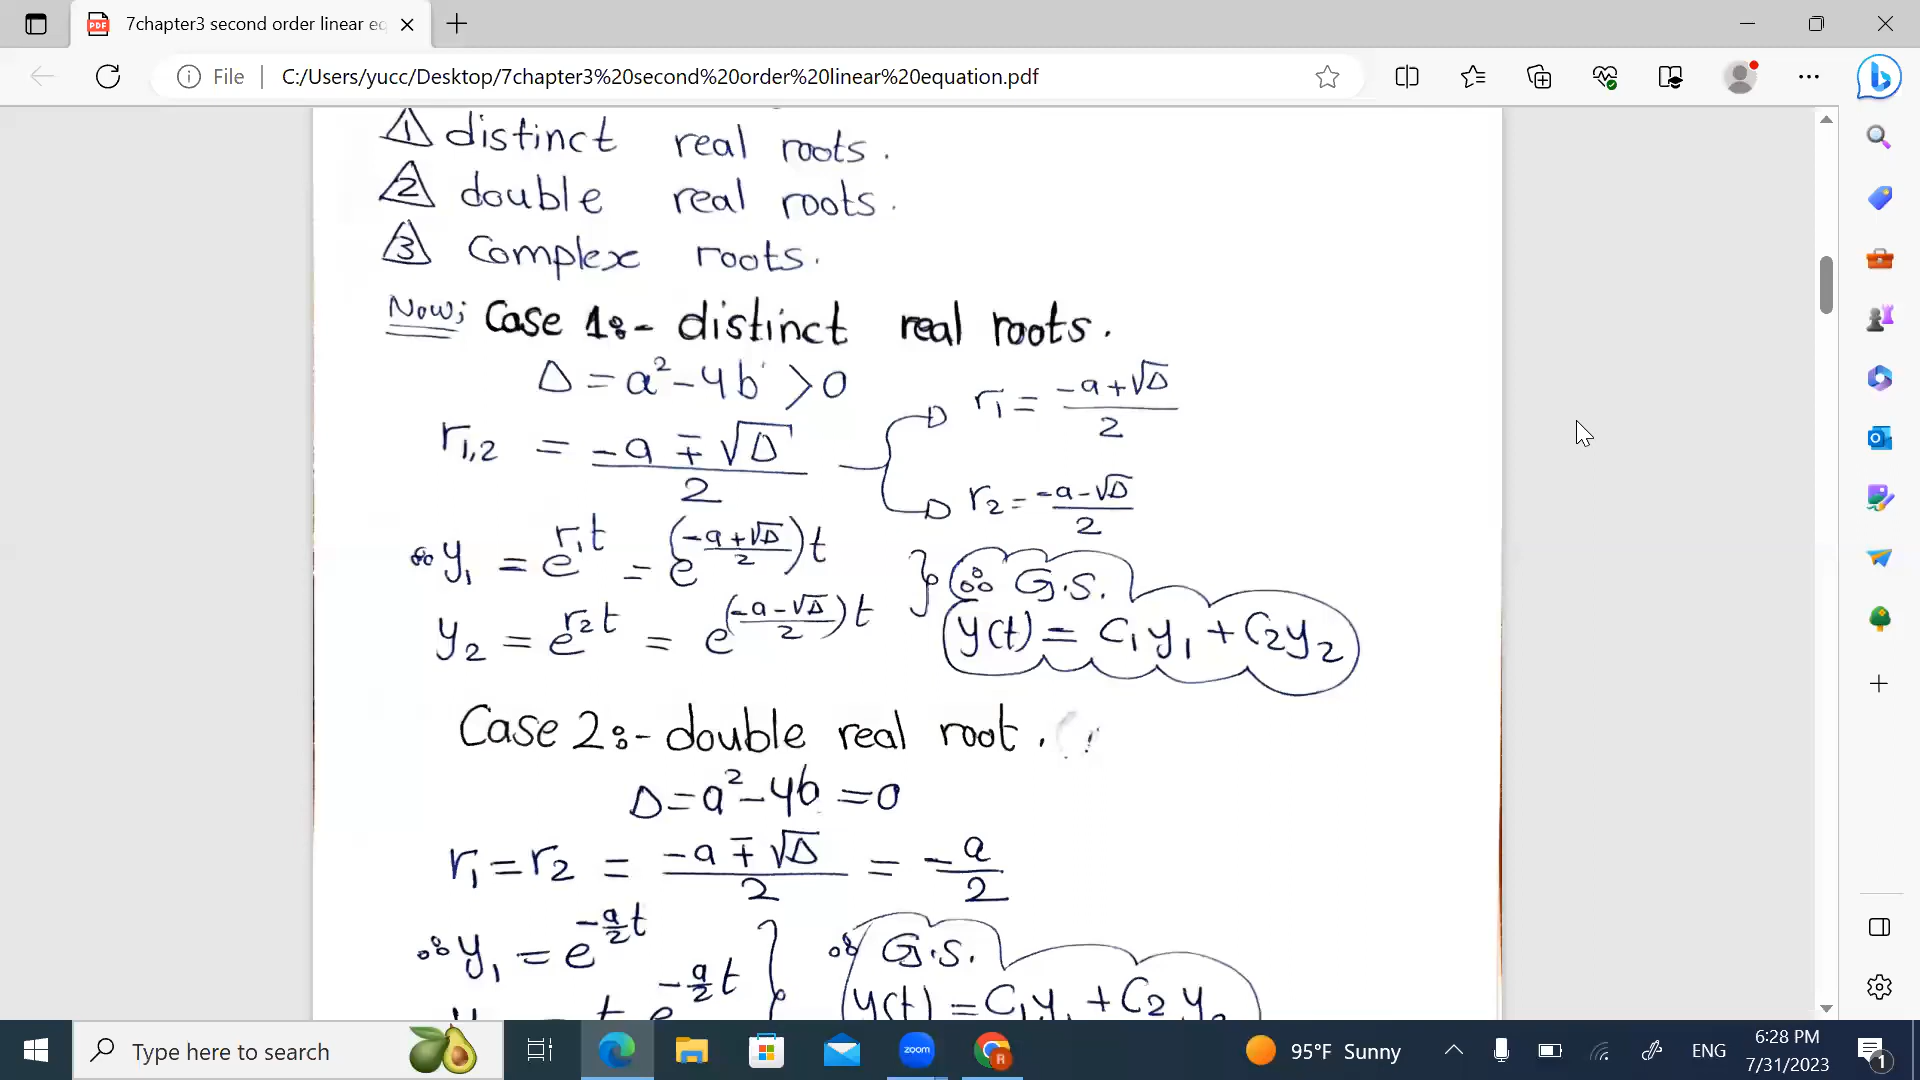 7chapter3 second order linear eq
File
C:/Users/yucc/Desktop/7chapter3%20second%20order%20linear%20equation.pdf
1 distinct real roots.
2 double real roots.
3 Complex roots.
Now; Case 1:- distinct real roots.
Δ = a² - 4b > 0
r₁,₂ = (-a ∓ √Δ)/2
r₁ = (-a + √Δ)/2
r₂ = (-a - √Δ)/2
∴ y₁ = e^(r₁t) = e^((-a+√Δ)/2)t
y₂ = e^(r₂t) = e^((-a-√Δ)/2)t
∴ G.S.
y(t) = C₁y₁ + C₂y₂
Case 2:- double real root.
Δ = a² - 4b = 0
r₁ = r₂ = (-a ∓ √Δ)/2 = -a/2
∴ y₁ = e^(-a/2 t)
t e^(-a/2 t)
∴ G.S.
y(t) = C₁y₁ + C₂y₂
Type here to search
zoom
R
95°F Sunny
ENG
6:28 PM
7/31/2023
1